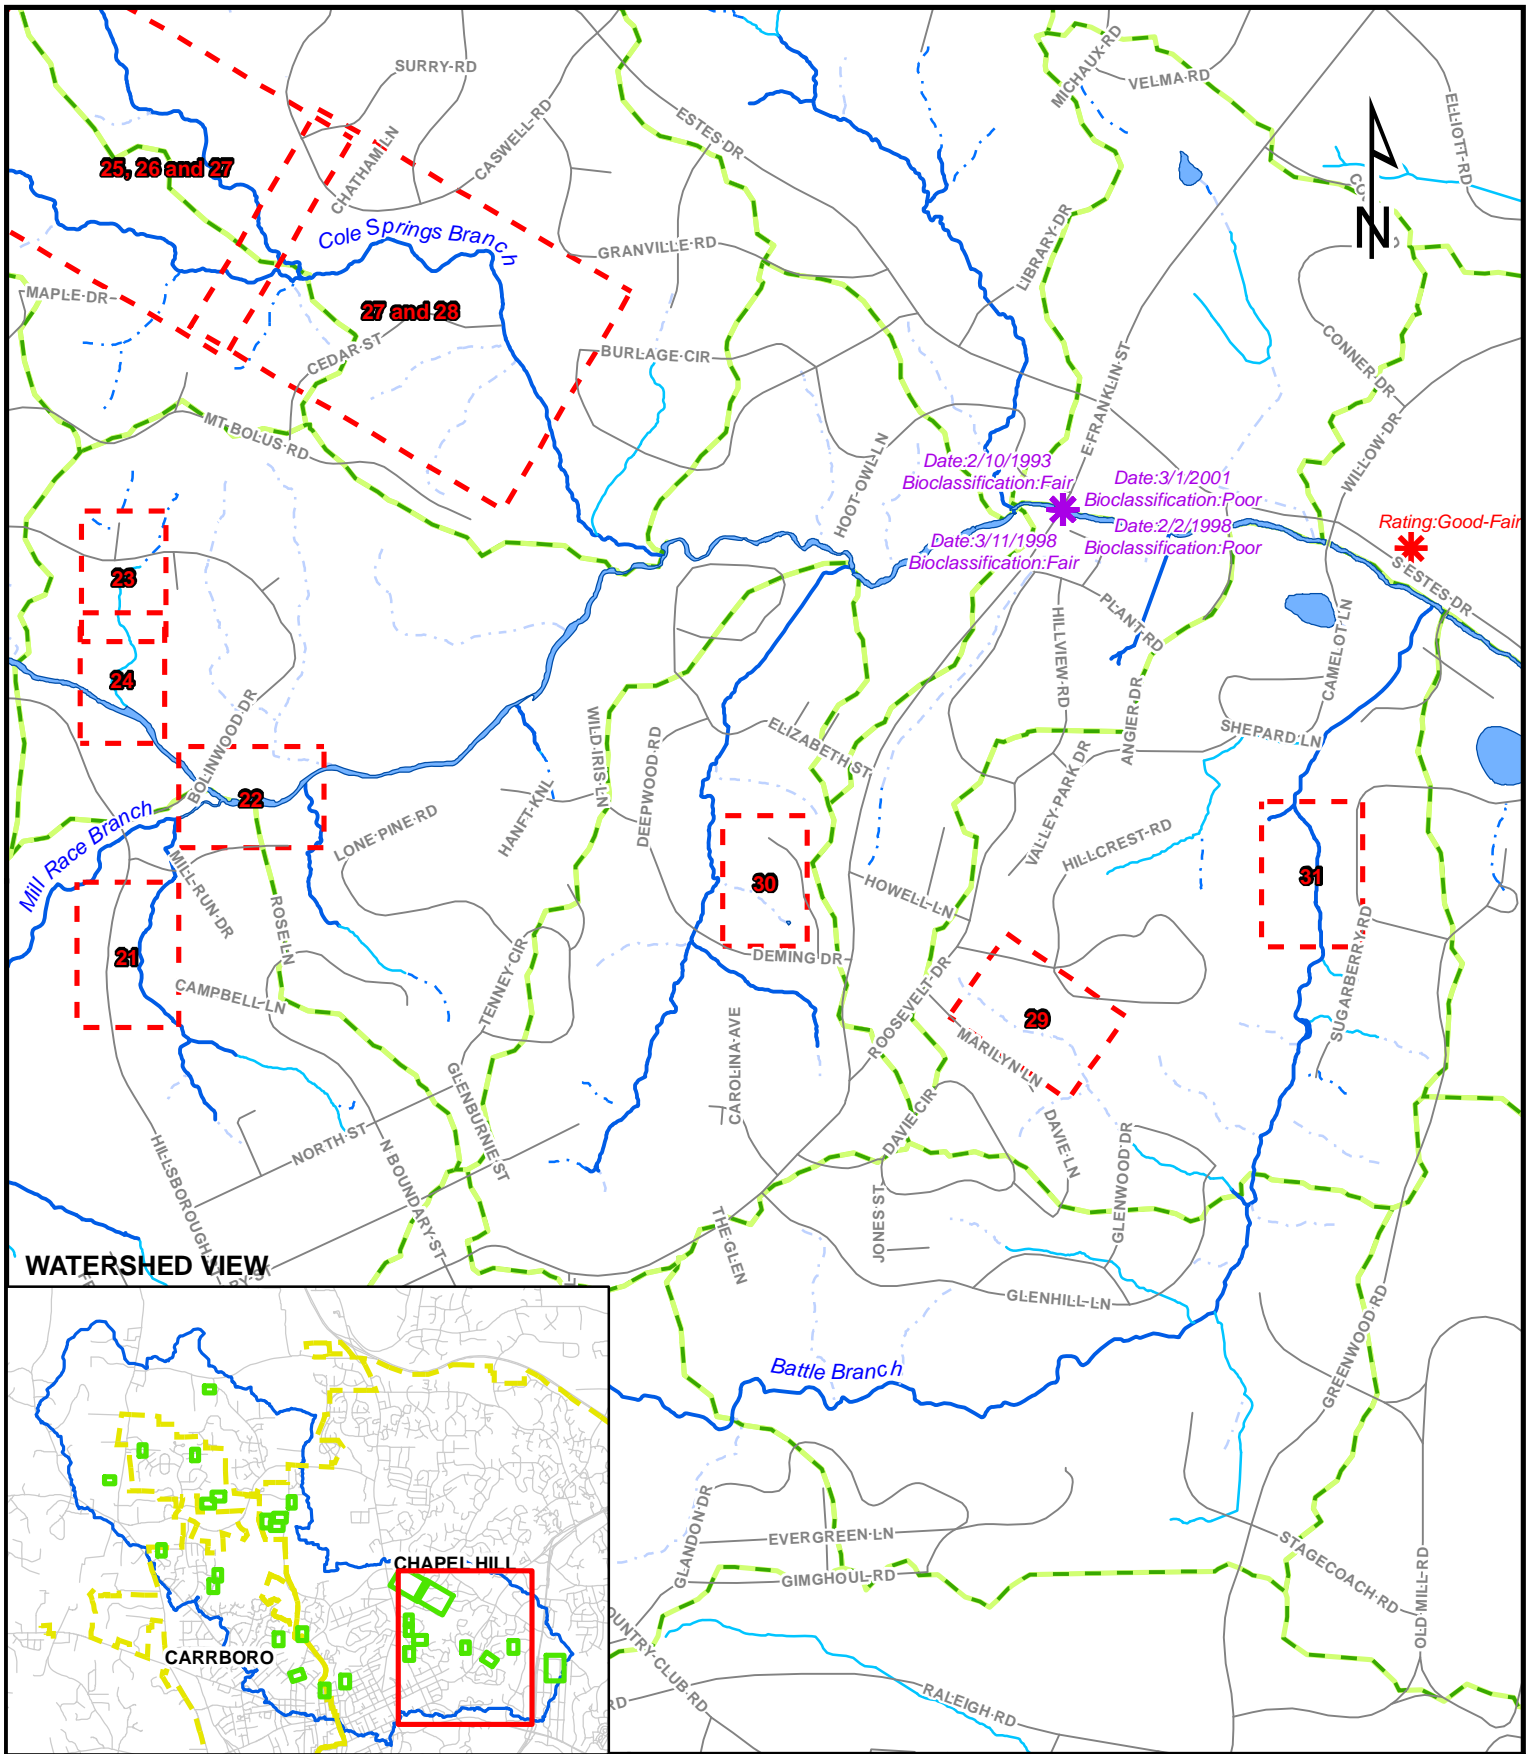 SURRY RD
MICHAUX RD
VELMA RD
ELLIOTT RD
ESTES DR
CASWELL RD
CHATHAM LN
25, 26 and 27
Cole Springs Branch
GRANVILLE RD
LIBRARY DR
N
MAPLE DR
27 and 28
CEDAR ST
BURLAGE CIR
E FRANKLIN ST
CONNER DR
MT BOLUS RD
HOOT OWL LN
WILLOW DR
Date:2/10/1993
Bioclassification:Fair
Date:3/1/2001
Bioclassification:Poor
Date:2/2/1998
Bioclassification:Poor
Date:3/11/1998
Bioclassification:Fair
Rating:Good-Fair
S ESTES DR
23
24
PLANT RD
HILLVIEW RD
CAMELOT LN
BOLINWOOD DR
WILD IRIS LN
DEEPWOOD RD
ELIZABETH ST
ANGIER DR
SHEPARD LN
VALLEY PARK DR
22
Mill Race Branch
LONE PINE RD
HANFT KNL
HILLCREST RD
MILL RUN DR
ROSE LN
30
HOWELL LN
31
21
TENNEY CIR
DEMING DR
SUGARBERRY RD
CAMPBELL LN
ROOSEVELT DR
29
MARILYN LN
CAROLINA AVE
GLENBURNIE ST
DAVIE CIR
DAVIE LN
GLENWOOD DR
NORTH ST
N BOUNDARY ST
HILLSBOROUGH
JONES ST
THE GLEN
WATERSHED VIEW
GLENHILL LN
GREENWOOD RD
Battle Branch
GLANDON DR
EVERGREEN LN
GIMGHOUL RD
STAGECOACH RD
OLD MILL RD
CHAPEL HILL
CARRBORO
OUNTRY CLUB RD
RD
RALEIGH RD